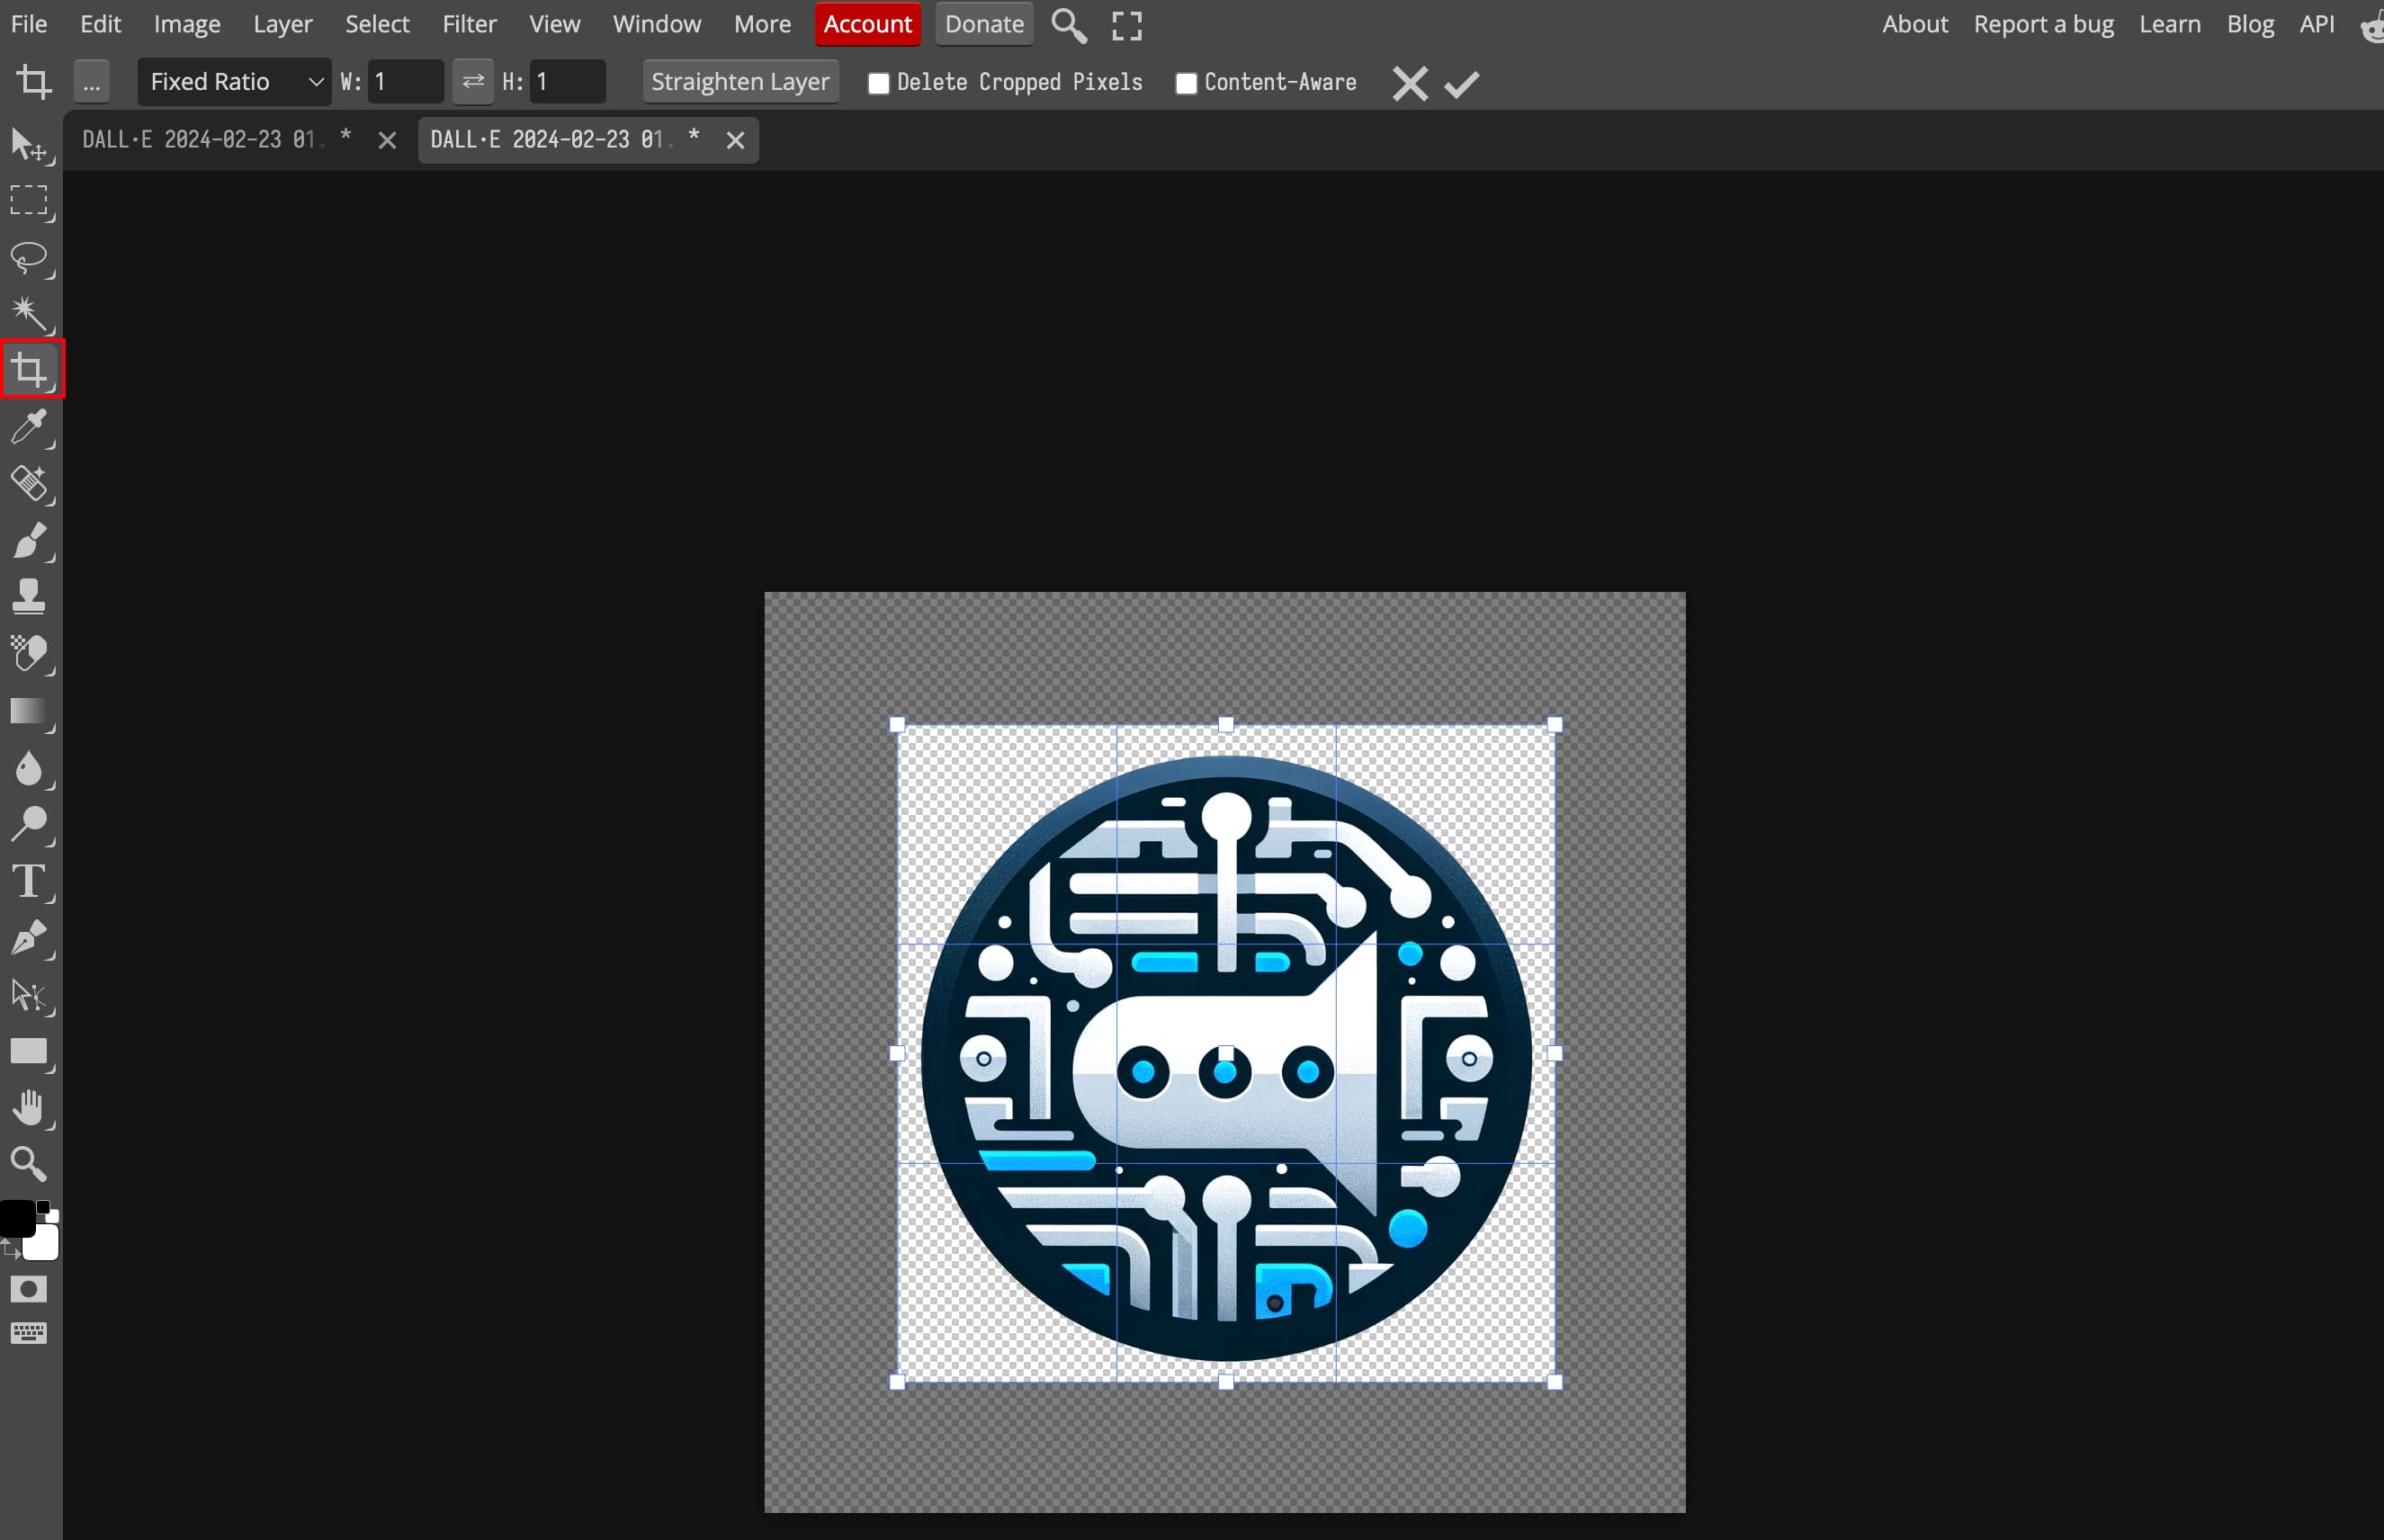 File Edit Image Layer Select Filter View Window More Account Donate About Report a bug Learn Blog API
... Fixed Ratio W: 1 H: 1 Straighten Layer Delete Cropped Pixels Content-Aware
DALL·E 2024-02-23 01. * DALL·E 2024-02-23 01. *
T